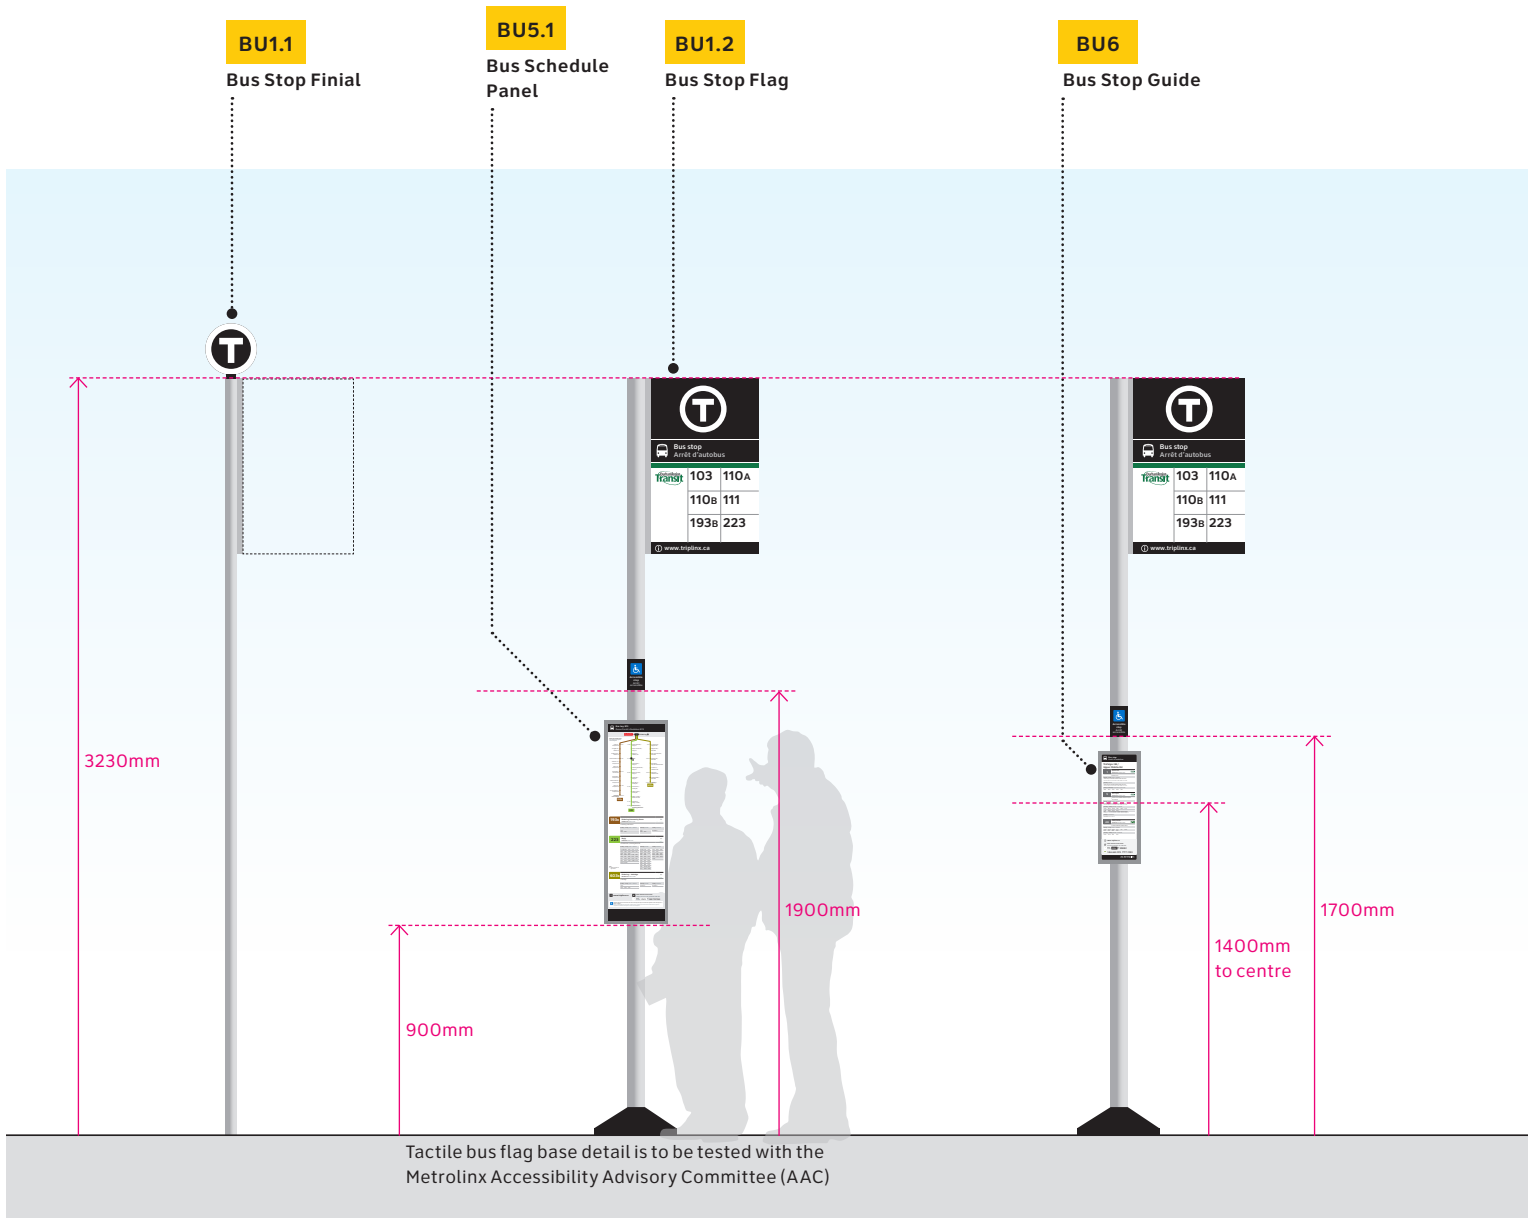 BU1.1
Bus Stop Finial
BU5.1
Bus Schedule
Panel
BU1.2
Bus Stop Flag
BU6
Bus Stop Guide
T
T
Bus stop
Arrêt d'autobus
Transit
103 110A
110B 111
193B 223
www.triplinx.ca
T
Bus stop
Arrêt d'autobus
Transit
103 110A
110B 111
193B 223
www.triplinx.ca
3230mm
900mm
1900mm
1400mm
to centre
1700mm
Tactile bus flag base detail is to be tested with the
Metrolinx Accessibility Advisory Committee (AAC)